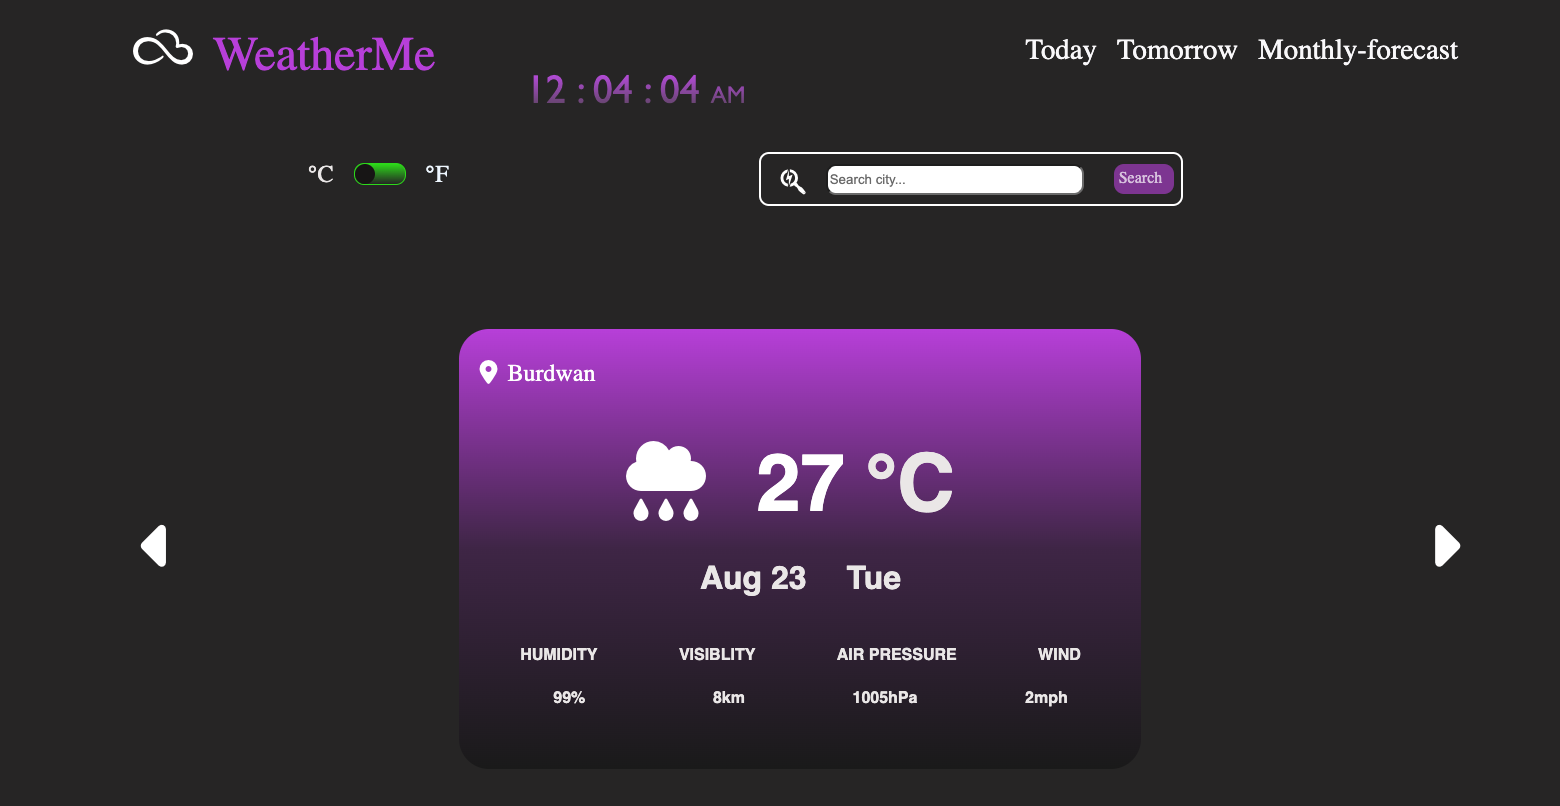 WeatherMe
Today Tomorrow Monthly-forecast
12 : 04 : 04 AM
°C °F
Search city...
Search
Burdwan
27 °C
Aug 23 Tue
HUMIDITY VISIBLITY AIR PRESSURE WIND
99% 8km 1005hPa 2mph